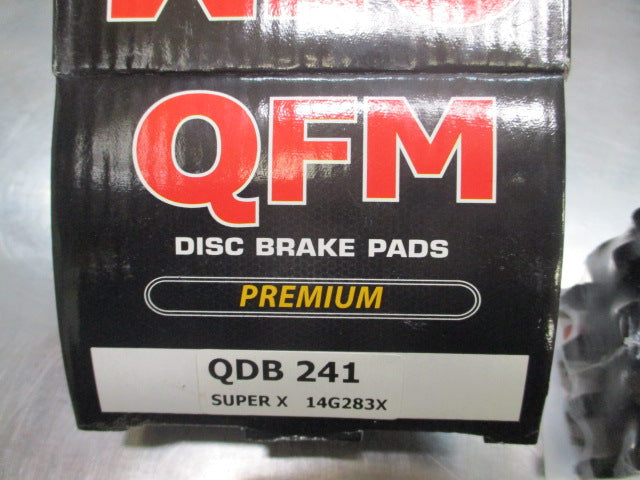 QFM
DISC BRAKE PADS
PREMIUM
QDB 241
SUPER X 14G283X